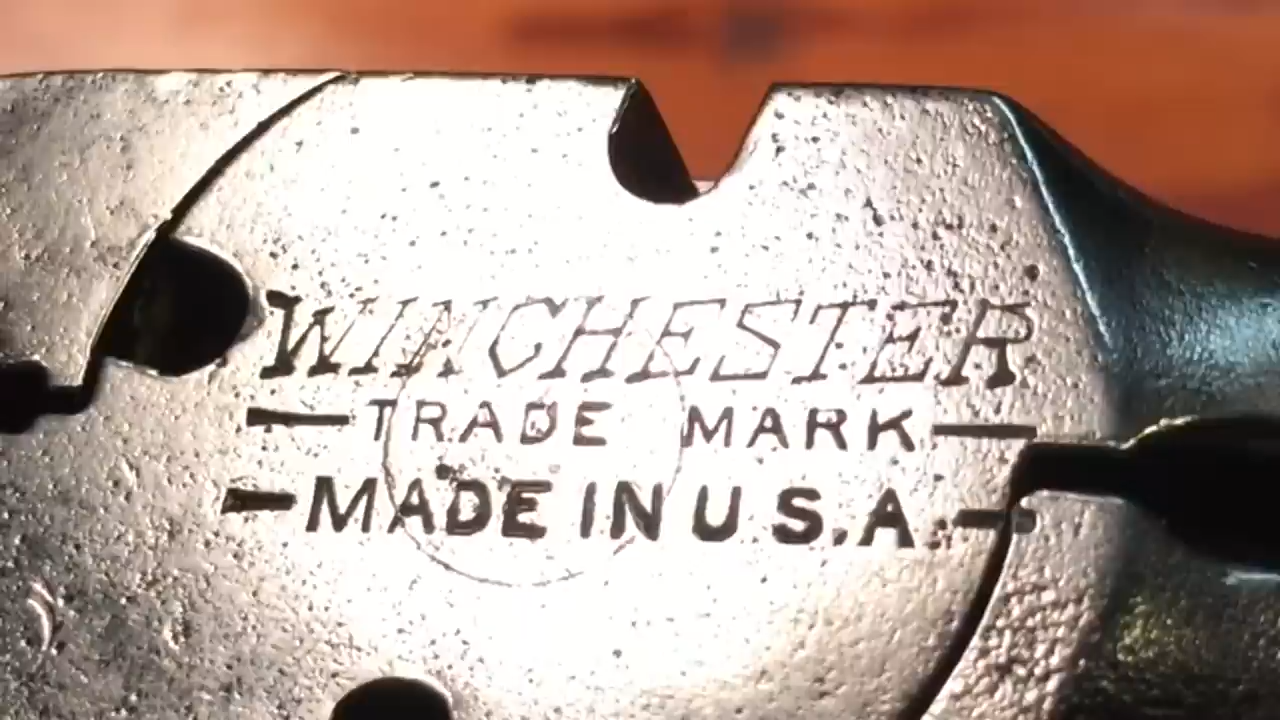 WINCHESTER
—TRADE MARK—
—MADE IN U.S.A.—